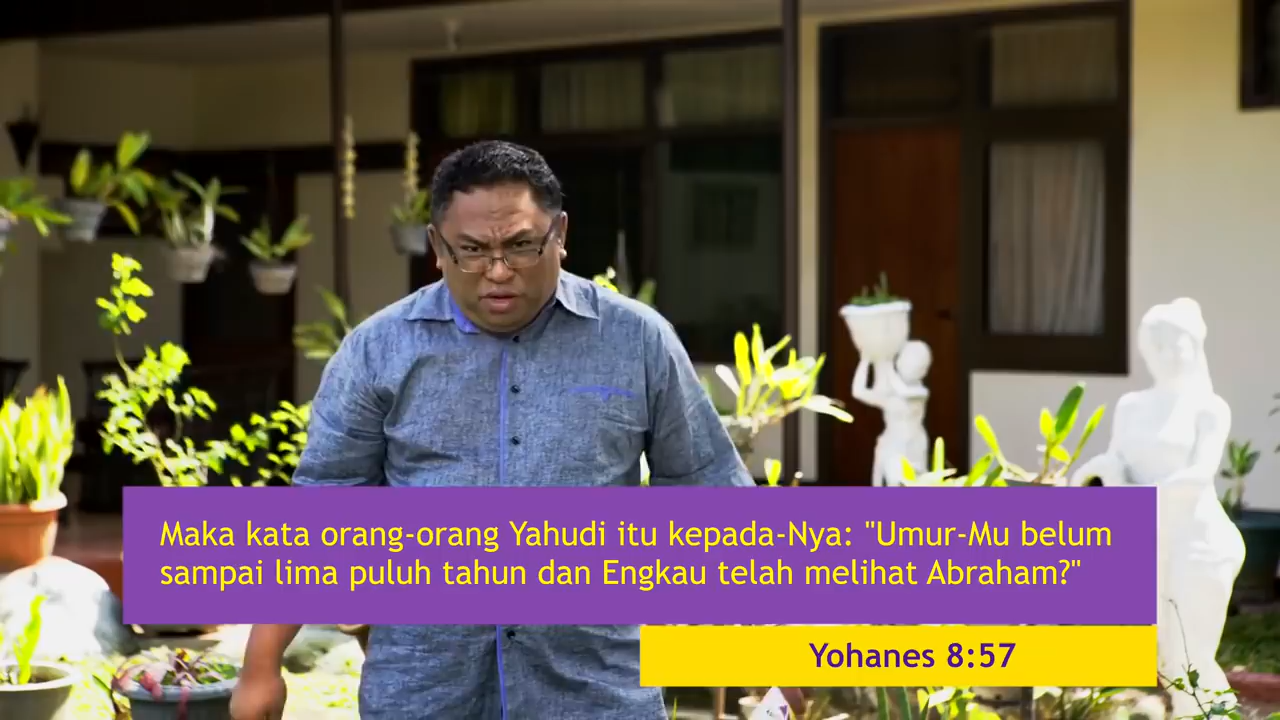 Maka kata orang-orang Yahudi itu kepada-Nya: "Umur-Mu belum
sampai lima puluh tahun dan Engkau telah melihat Abraham?"
Yohanes 8:57